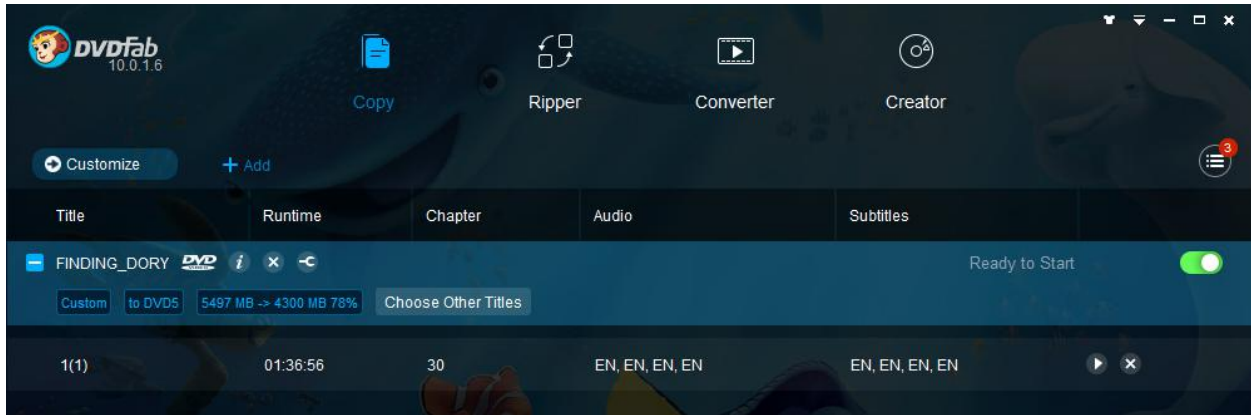 DVDFab
10.0.1.6
Copy Ripper Converter Creator
Customize + Add
3
Title Runtime Chapter Audio Subtitles
FINDING_DORY DVD i Ready to Start
Custom to DVD5 5497 MB -> 4300 MB 78% Choose Other Titles
1(1) 01:36:56 30 EN, EN, EN, EN EN, EN, EN, EN